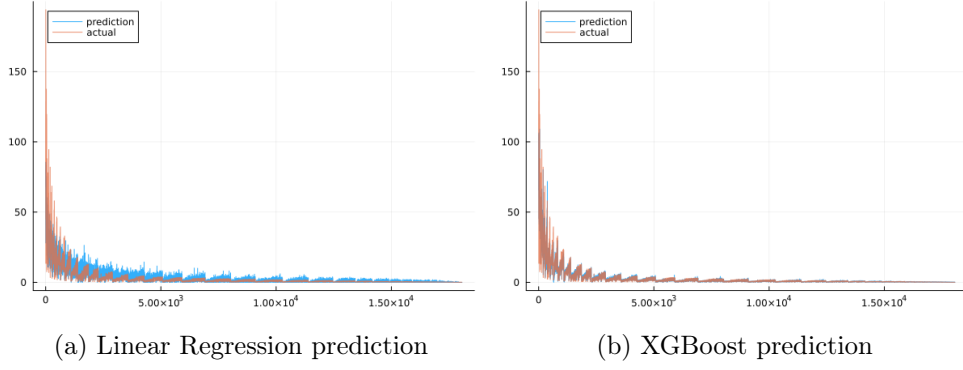 prediction
actual
150
100
50
0
0
5.00×10³
1.00×10⁴
1.50×10⁴
(a) Linear Regression prediction
prediction
actual
150
100
50
0
0
5.00×10³
1.00×10⁴
1.50×10⁴
(b) XGBoost prediction